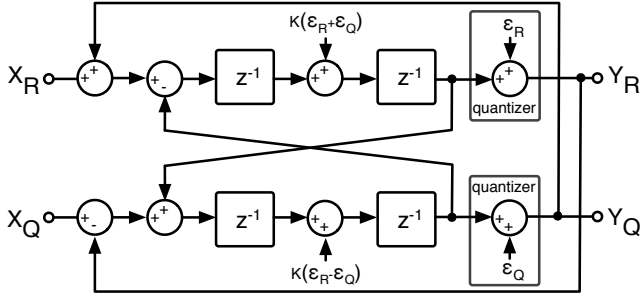 K(ε_R+ε_Q)
ε_R
X_R
+
+
+
-
z⁻¹
+
+
z⁻¹
+
+
Y_R
quantizer
quantizer
X_Q
+
-
+
+
z⁻¹
+
+
z⁻¹
+
+
Y_Q
K(ε_R-ε_Q)
ε_Q